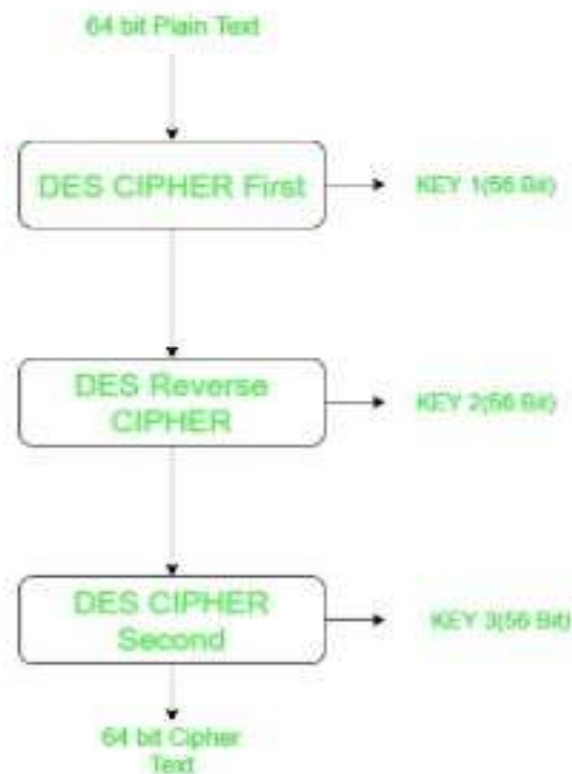 64 bit Plain Text
DES CIPHER First
KEY 1(56 Bit)
DES Reverse
CIPHER
KEY 2(56 Bit)
DES CIPHER
Second
KEY 3(56 Bit)
64 bit Cipher
Text